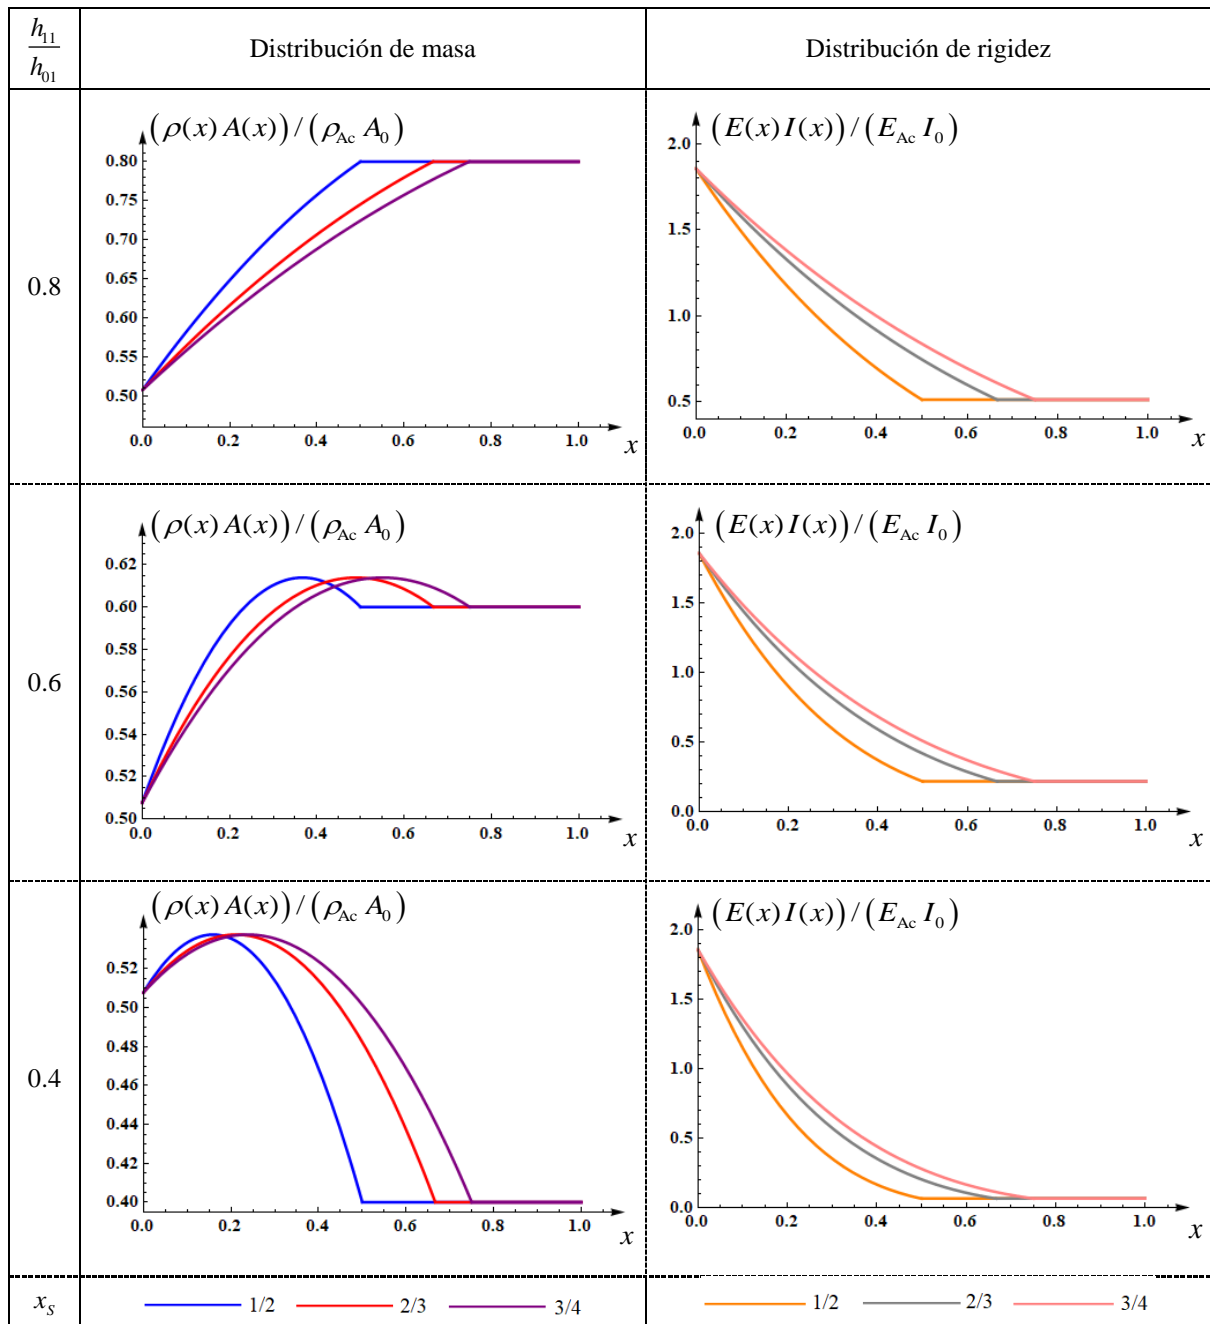 h₁₁/h₀₁ Distribución de masa Distribución de rigidez
0.8
(ρ(x) A(x))/(ρ_Ac A₀)
0.80
0.75
0.70
0.65
0.60
0.55
0.50
0.0 0.2 0.4 0.6 0.8 1.0 x
(E(x) I(x))/(E_Ac I₀)
2.0
1.5
1.0
0.5
0.0 0.2 0.4 0.6 0.8 1.0 x
0.6
(ρ(x) A(x))/(ρ_Ac A₀)
0.62
0.60
0.58
0.56
0.54
0.52
0.50
0.0 0.2 0.4 0.6 0.8 1.0 x
(E(x) I(x))/(E_Ac I₀)
2.0
1.5
1.0
0.5
0.0
0.0 0.2 0.4 0.6 0.8 1.0 x
0.4
(ρ(x) A(x))/(ρ_Ac A₀)
0.52
0.50
0.48
0.46
0.44
0.42
0.40
0.0 0.2 0.4 0.6 0.8 1.0 x
(E(x) I(x))/(E_Ac I₀)
2.0
1.5
1.0
0.5
0.0
0.0 0.2 0.4 0.6 0.8 1.0 x
x_S 1/2 2/3 3/4 1/2 2/3 3/4